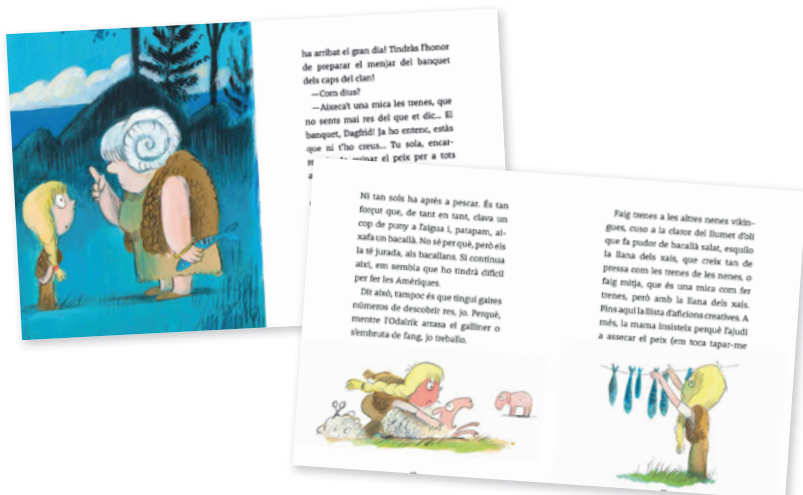 ha arribat el gran dia! Tindràs l'honor
de preparar el menjar del banquet
dels caps del clan!
—Com dius?
—Aixeca't una mica les trenes, que
no sents mai res del que et dic... El
banquet, Dagfrid! Ja ho entenc, estàs
que ni t'ho creus... Tu sola, encar-
cuinar el peix per a tots
Ni tan sols ha après a pescar. És tan
forçut que, de tant en tant, clava un
cop de puny a l'aigua i, patapam, al-
xafa un bacallà. No sé per què, però els
la té jurada, als bacallans. Si continua
així, em sembla que ho tindrà difícil
per fer les Amèriques.
Dit això, tampoc és que tingui gaires
números de descobrir res, jo. Perquè,
mentre l'Odalrik arrasa el galliner o
s'embruta de fang, jo treballo.
Faig trenes a les altres nenes vikin-
gues, cuso a la claror del llumet d'oli
que fa pudor de bacallà salat, esquilo
la llana dels xais, que creix tan de
pressa com les trenes de les nenes, o
faig mitja, que és una mica com fer
trenes, però amb la llana dels xais.
Fins aquí la llista d'aficions creatives. A
més, la mama insisteix perquè l'ajudi
a assecar el peix (em toca tapar-me